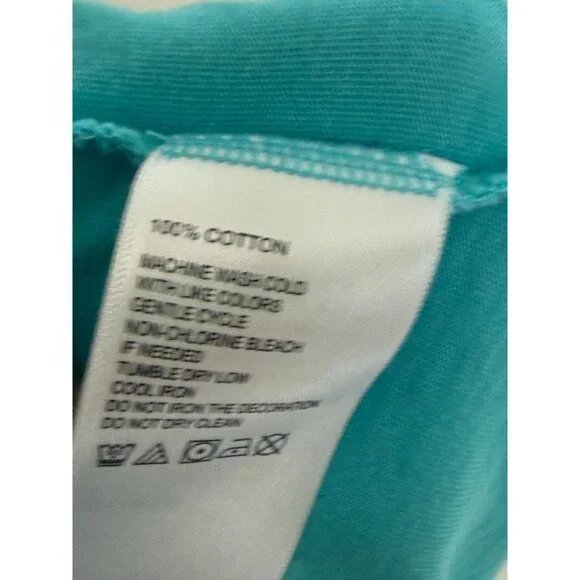 100% COTTON
MACHINE WASH COLD
WITH LIKE COLORS
GENTLE CYCLE
NON-CHLORINE BLEACH
IF NEEDED
TUMBLE DRY LOW
COOL IRON
DO NOT IRON THE DECORATION
DO NOT DRY CLEAN